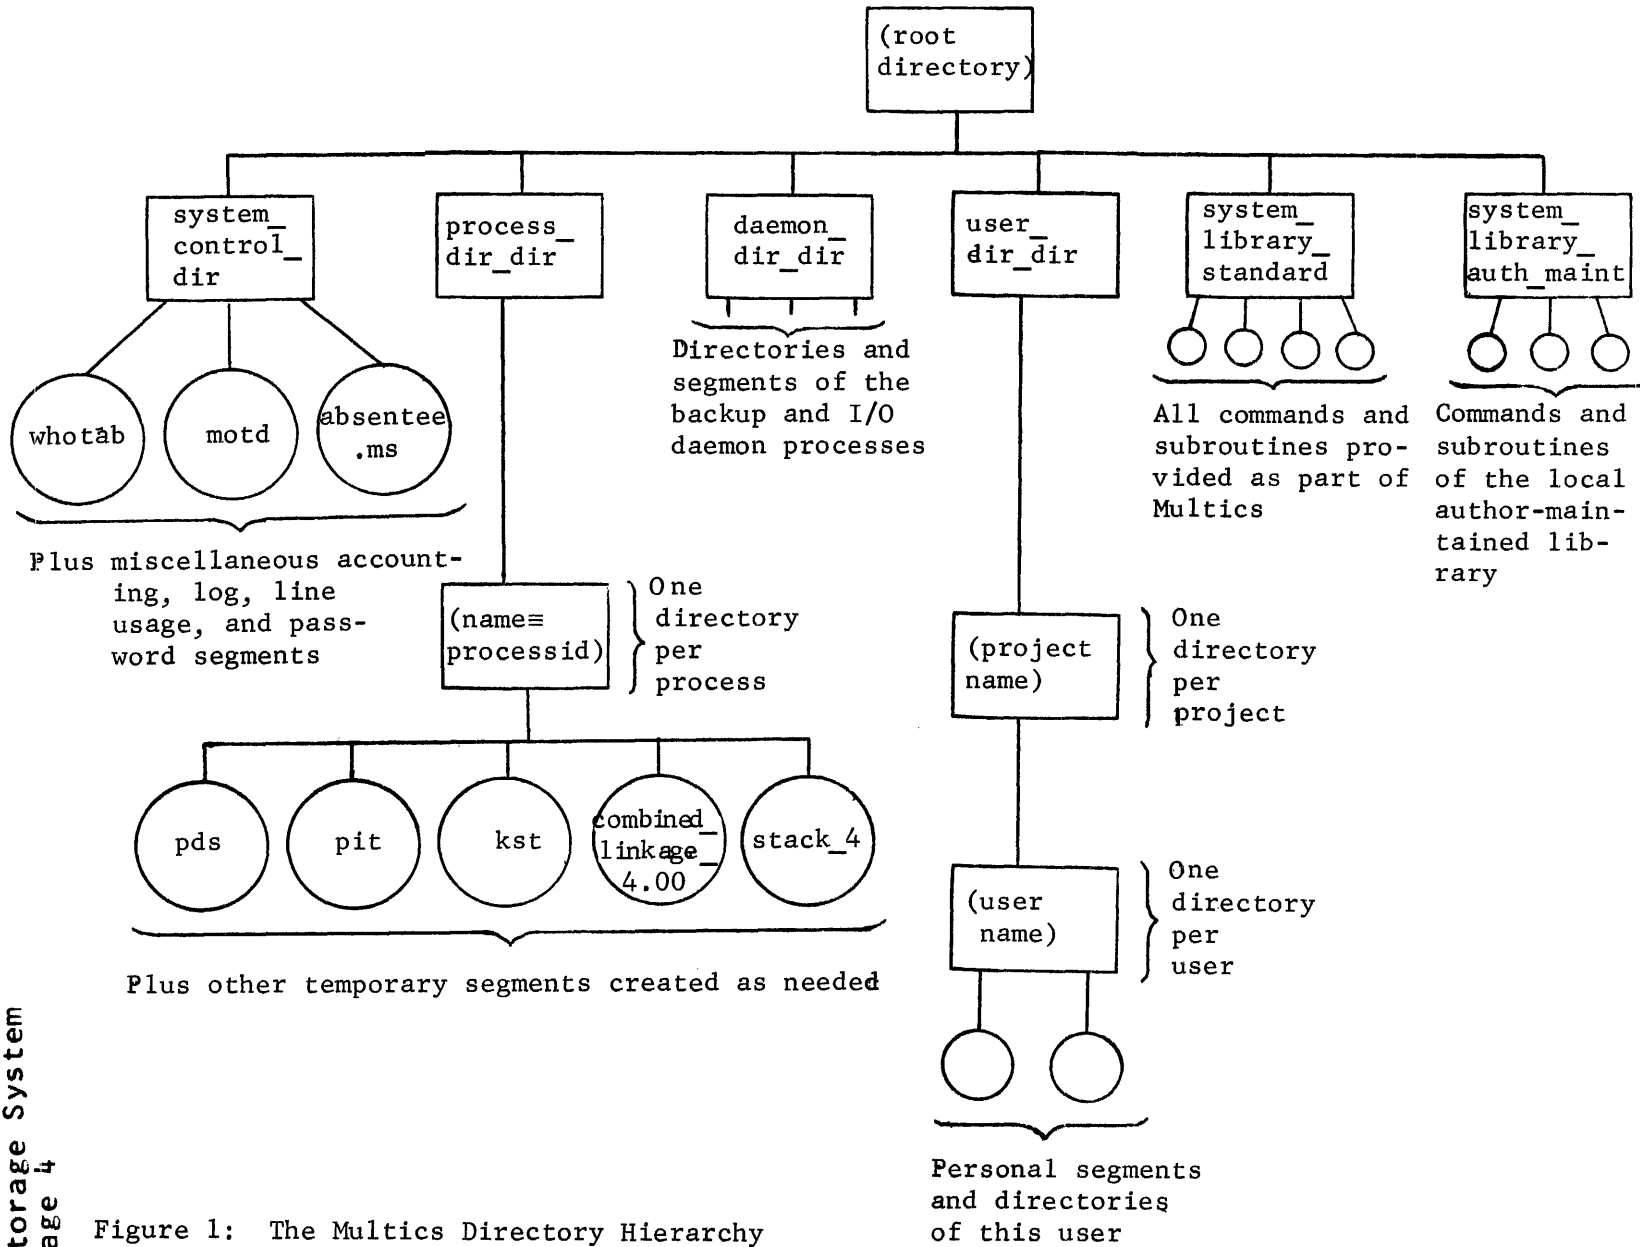 (root
directory)
system_
control_
dir
process_
dir_dir
daemon_
dir_dir
user_
dir_dir
system_
library_
standard
system_
library_
auth_maint
whotab
motd
absentee
.ms
Plus miscellaneous account-
ing, log, line
usage, and pass-
word segments
Directories and
segments of the
backup and I/O
daemon processes
All commands and
subroutines pro-
vided as part of
Multics
Commands and
subroutines
of the local
author-main-
tained lib-
rary
(name≡
processid)
One
directory
per
process
(project
name)
One
directory
per
project
pds
pit
kst
combined_
linkage_
4.00
stack_4
Plus other temporary segments created as needed
(user
name)
One
directory
per
user
Personal segments
and directories
of this user
torage System
age 4
Figure 1: The Multics Directory Hierarchy